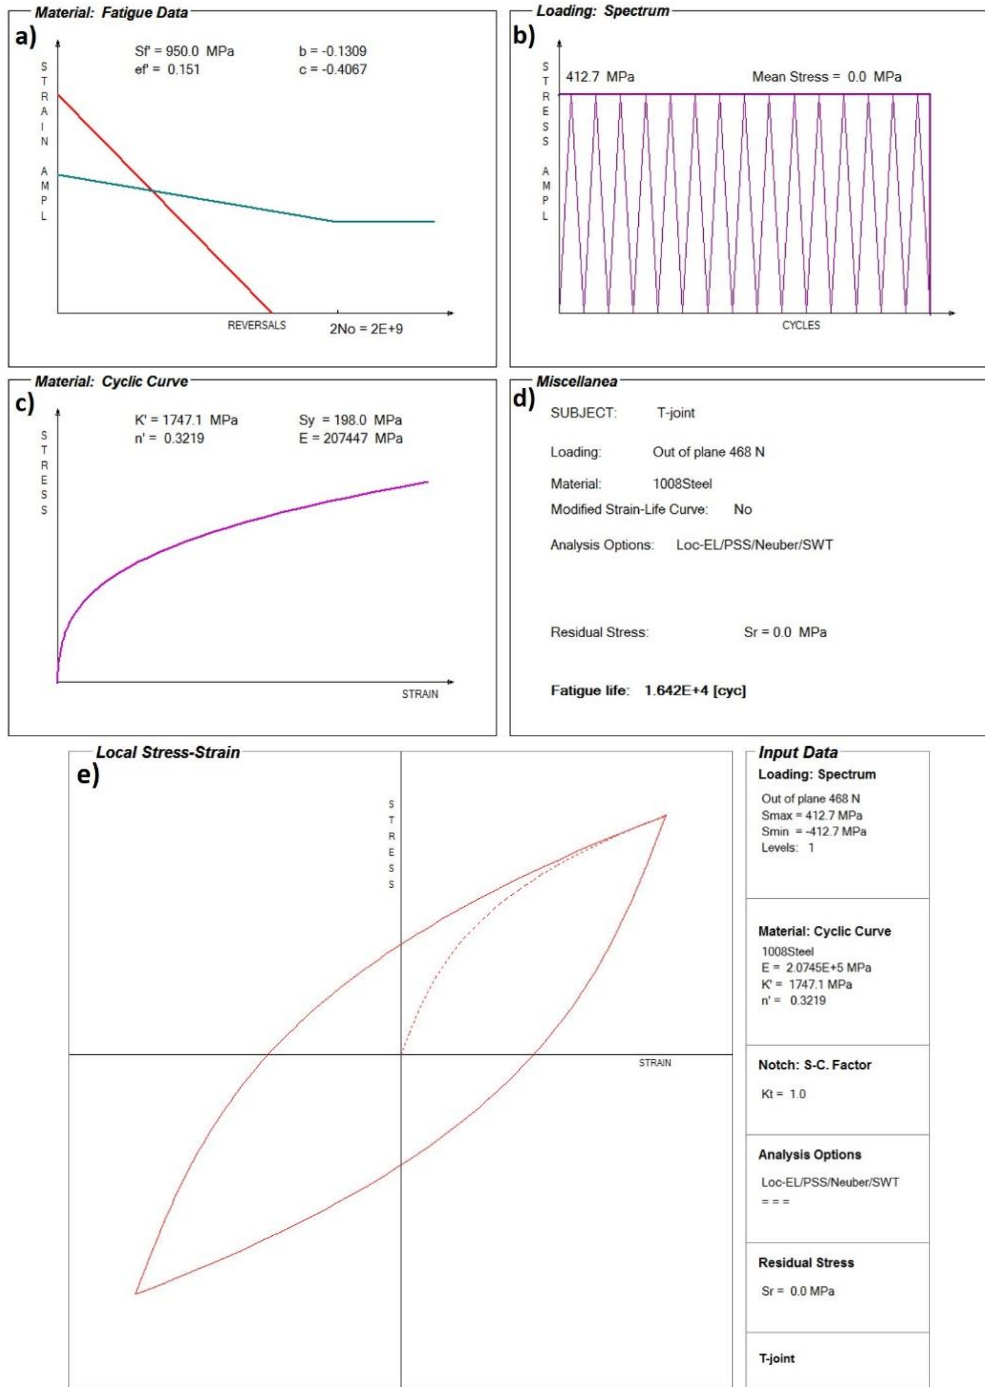 Material: Fatigue Data
a)
Sf' = 950.0 MPa b = -0.1309
ef' = 0.151 c = -0.4067
STRAIN AMPL
REVERSALS
2No = 2E+9
Loading: Spectrum
b)
412.7 MPa Mean Stress = 0.0 MPa
STRESS AMPL
CYCLES
Material: Cyclic Curve
c)
K' = 1747.1 MPa Sy = 198.0 MPa
n' = 0.3219 E = 207447 MPa
STRESS
STRAIN
Miscellanea
d)
SUBJECT: T-joint
Loading: Out of plane 468 N
Material: 1008Steel
Modified Strain-Life Curve: No
Analysis Options: Loc-EL/PSS/Neuber/SWT
Residual Stress: Sr = 0.0 MPa
Fatigue life: 1.642E+4 [cyc]
Local Stress-Strain
e)
STRESS
STRAIN
Input Data
Loading: Spectrum
Out of plane 468 N
Smax = 412.7 MPa
Smin = -412.7 MPa
Levels: 1
Material: Cyclic Curve
1008Steel
E = 2.0745E+5 MPa
K' = 1747.1 MPa
n' = 0.3219
Notch: S-C. Factor
Kt = 1.0
Analysis Options
Loc-EL/PSS/Neuber/SWT
= = =
Residual Stress
Sr = 0.0 MPa
T-joint